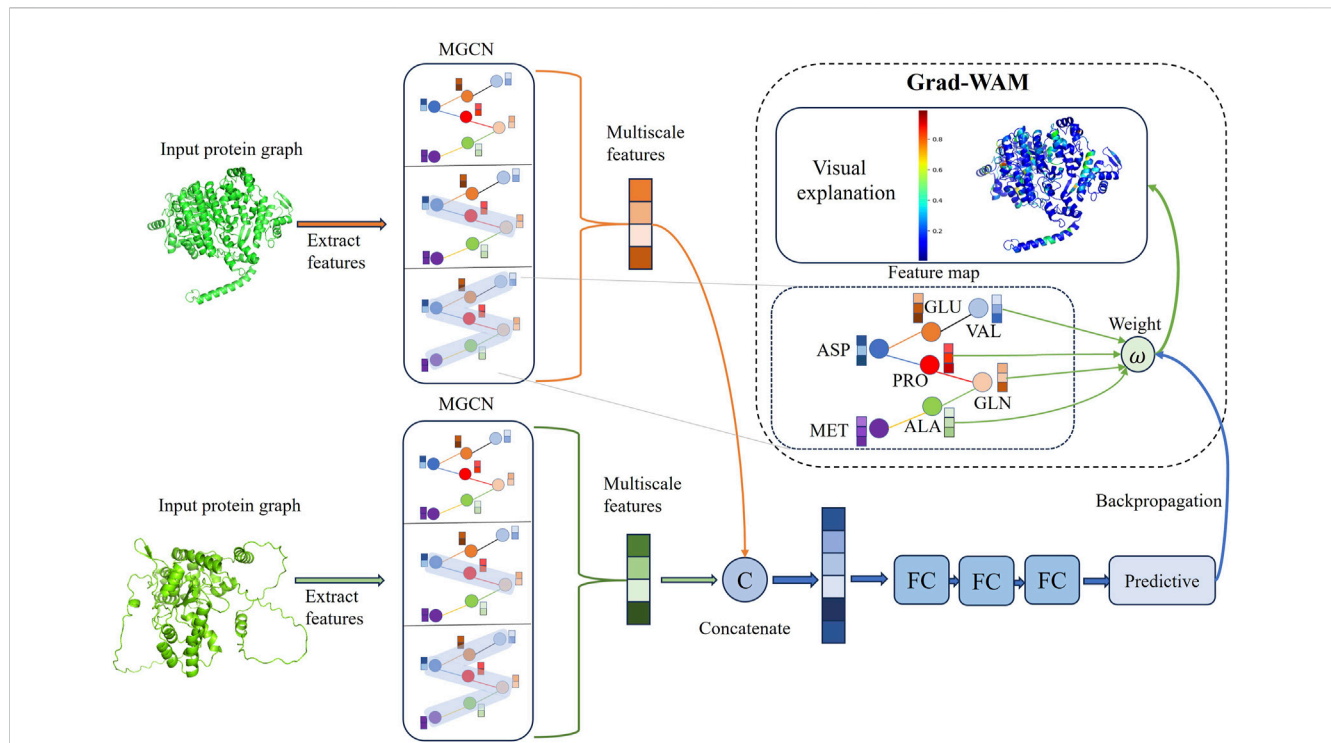 MGCN
Input protein graph
Extract
features
Multiscale
features
Grad-WAM
Visual
explanation
0.8
0.6
0.4
0.2
Feature map
GLU
VAL
ASP
PRO
GLN
MET
ALA
Weight
ω
MGCN
Input protein graph
Extract
features
Multiscale
features
C
Concatenate
FC
FC
FC
Predictive
Backpropagation